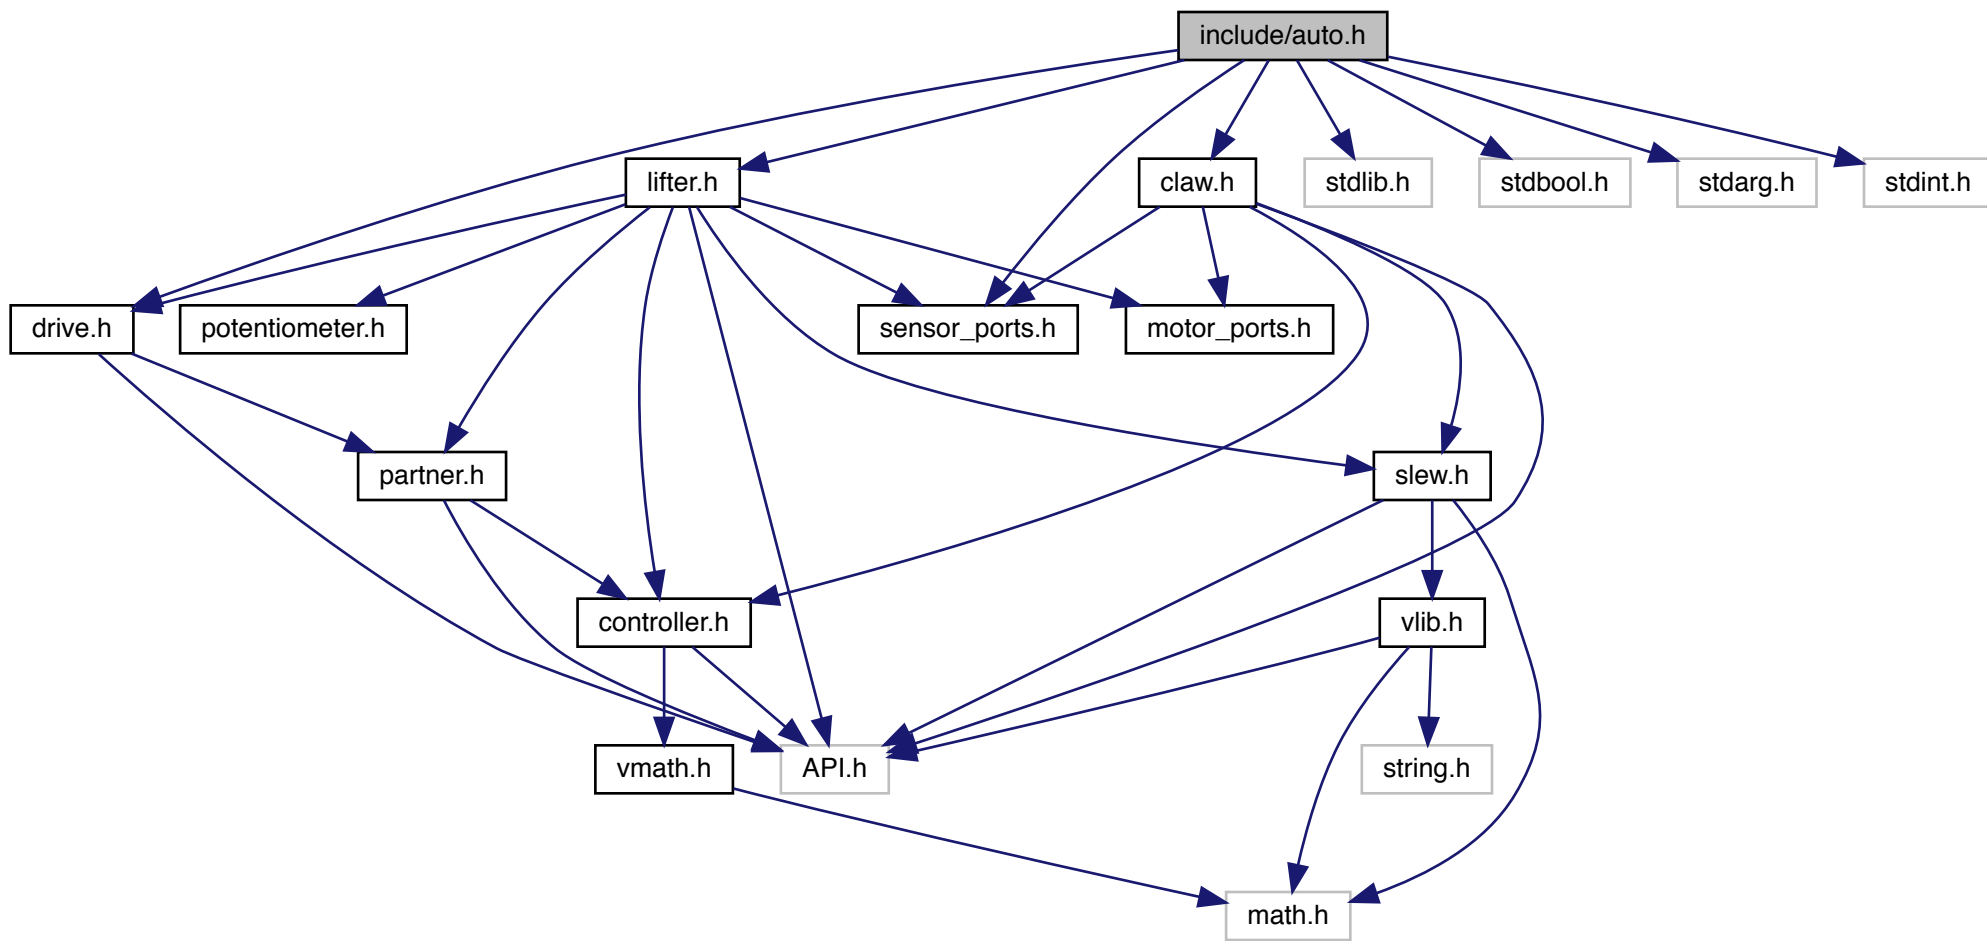 include/auto.h
lifter.h
claw.h
stdlib.h
stdbool.h
stdarg.h
stdint.h
drive.h
potentiometer.h
sensor_ports.h
motor_ports.h
partner.h
slew.h
controller.h
vlib.h
vmath.h
API.h
string.h
math.h